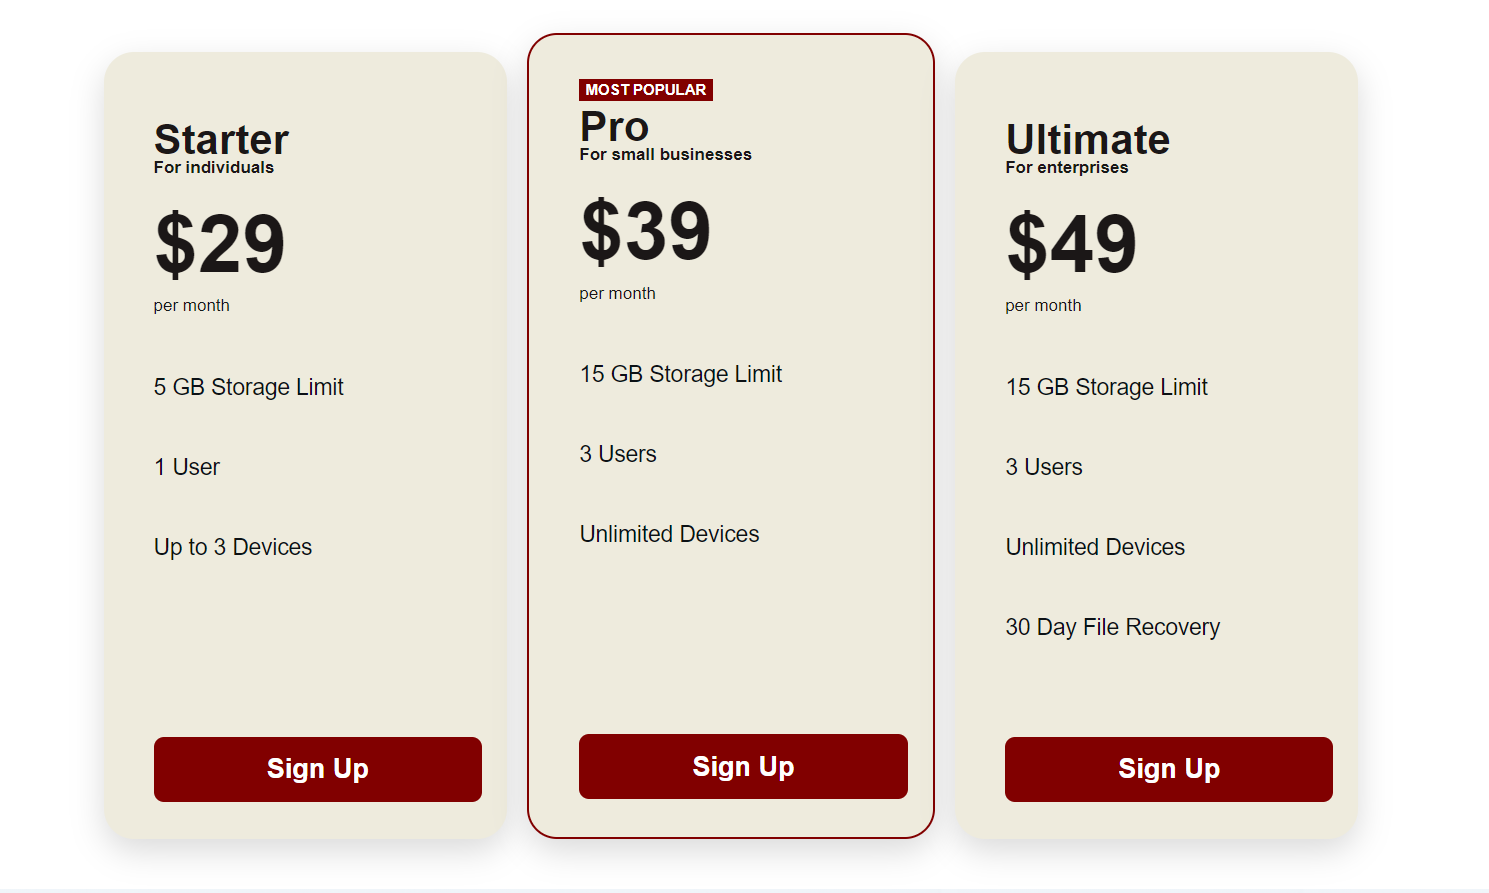 Starter
For individuals
$29
per month
5 GB Storage Limit
1 User
Up to 3 Devices
Sign Up
MOST POPULAR
Pro
For small businesses
$39
per month
15 GB Storage Limit
3 Users
Unlimited Devices
Sign Up
Ultimate
For enterprises
$49
per month
15 GB Storage Limit
3 Users
Unlimited Devices
30 Day File Recovery
Sign Up